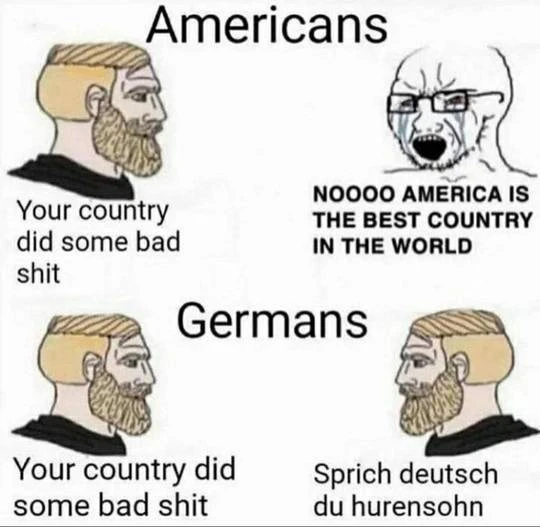 Americans
Your country
did some bad
shit
NOOOO AMERICA IS
THE BEST COUNTRY
IN THE WORLD
Germans
Your country did
some bad shit
Sprich deutsch
du hurensohn